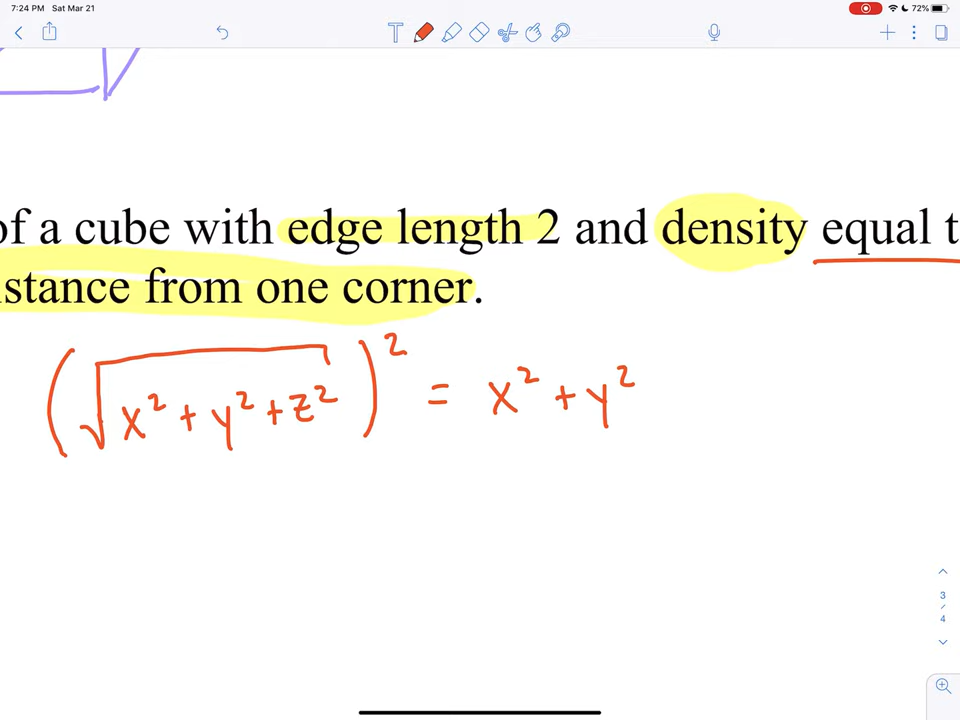 7:24 PM Sat Mar 21
72%
T
of a cube with edge length 2 and density equal t
istance from one corner.
(√x² + y² + z²)² = x² + y²
3
/
4